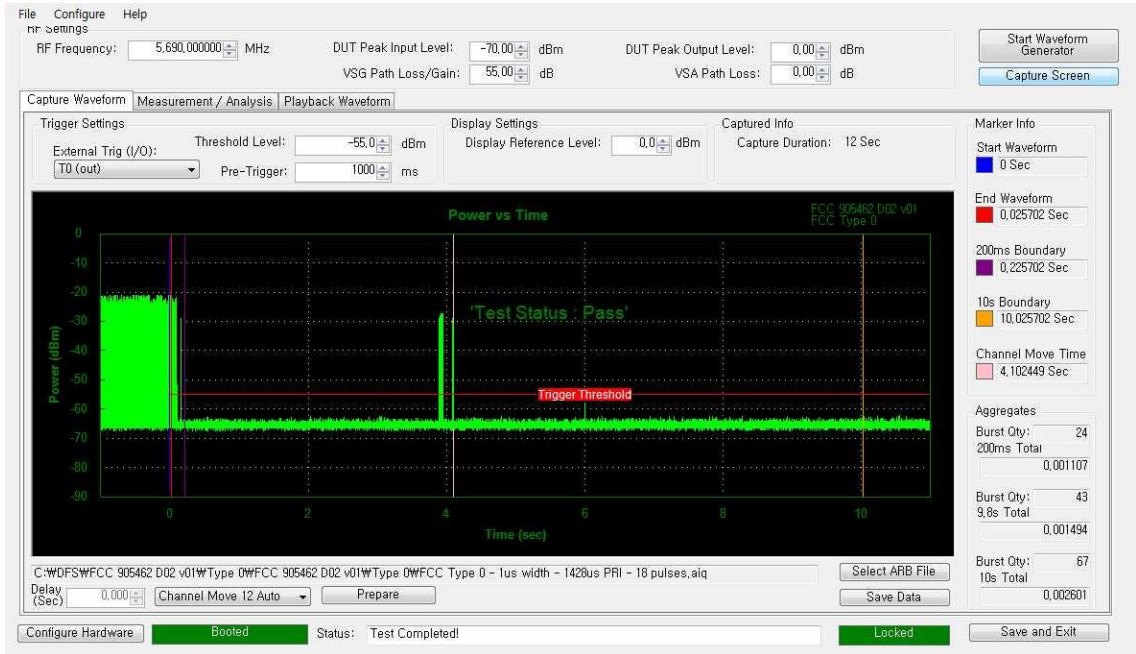 File Configure Help
RF Settings
RF Frequency: 5,690,000000 MHz
DUT Peak Input Level: -70,00 dBm
DUT Peak Output Level: 0,00 dBm
VSG Path Loss/Gain: 55,00 dB
VSA Path Loss: 0,00 dB
Start Waveform
Generator
Capture Screen
Capture Waveform Measurement / Analysis Playback Waveform
Trigger Settings
External Trig (I/O):
T0 (out)
Threshold Level: -55,0 dBm
Pre-Trigger: 1000 ms
Display Settings
Display Reference Level: 0,0 dBm
Captured Info
Capture Duration: 12 Sec
Power vs Time
FCC 905462 D02 v01
FCC Type 0
'Test Status : Pass'
Trigger Threshold
Power (dBm)
0
-10
-20
-30
-40
-50
-60
-70
-80
-90
0 2 4 6 8 10
Time (sec)
Marker Info
Start Waveform
0 Sec
End Waveform
0,025702 Sec
200ms Boundary
0,225702 Sec
10s Boundary
10,025702 Sec
Channel Move Time
4,102449 Sec
Aggregates
Burst Qty: 24
200ms Total
0,001107
Burst Qty: 43
9,8s Total
0,001494
Burst Qty: 67
10s Total
0,002601
C:₩DFS₩FCC 905462 D02 v01₩Type 0₩FCC 905462 D02 v01₩Type 0₩FCC Type 0 - 1us width - 1428us PRI - 18 pulses,aiq
Select ARB File
Delay
(Sec) 0,000 Channel Move 12 Auto Prepare
Save Data
Configure Hardware Booted Status: Test Completed! Locked Save and Exit